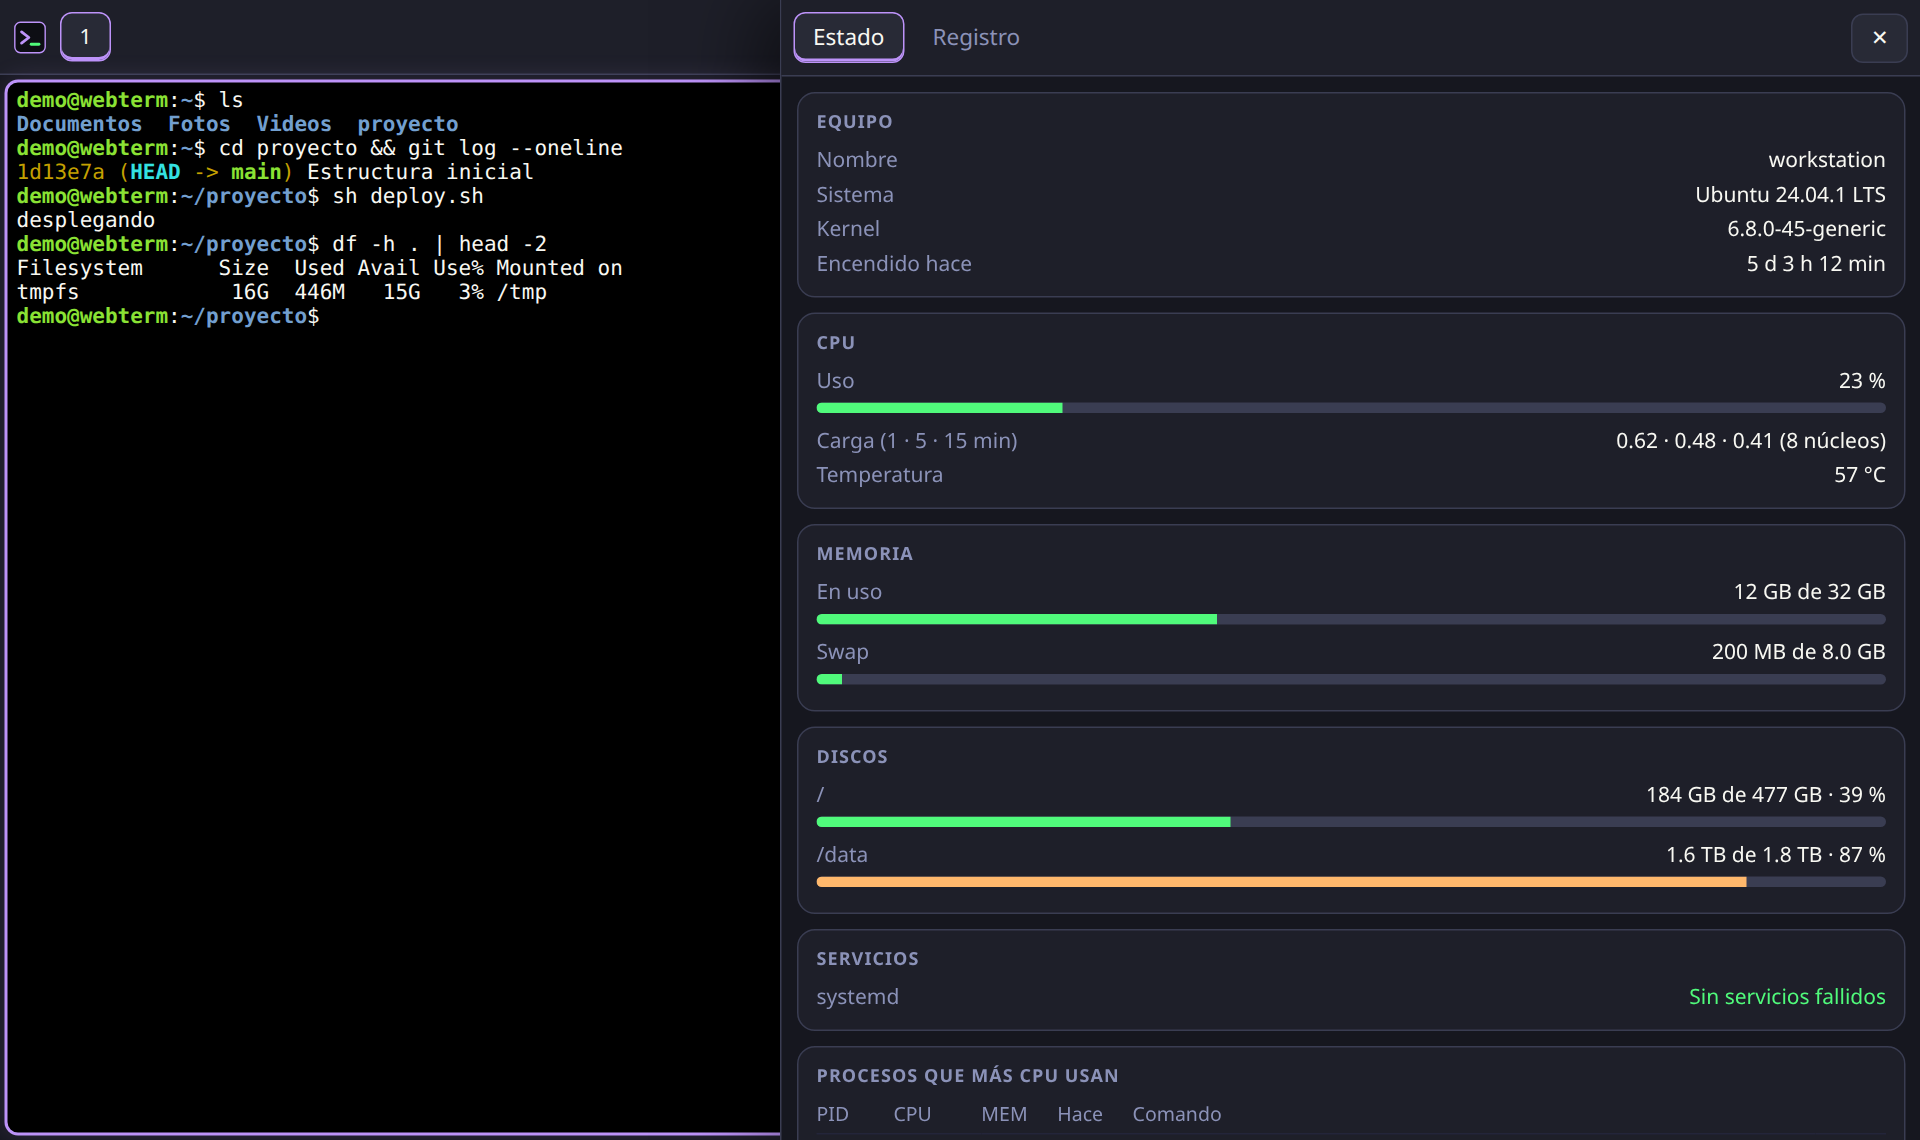 1
demo@webterm:~$ ls
Documentos  Fotos  Videos  proyecto
demo@webterm:~$ cd proyecto && git log --oneline
1d13e7a (HEAD -> main) Estructura inicial
demo@webterm:~/proyecto$ sh deploy.sh
desplegando
demo@webterm:~/proyecto$ df -h . | head -2
Filesystem      Size  Used Avail Use% Mounted on
tmpfs            16G  446M   15G   3% /tmp
demo@webterm:~/proyecto$
Estado Registro ✕
EQUIPO
Nombre workstation
Sistema Ubuntu 24.04.1 LTS
Kernel 6.8.0-45-generic
Encendido hace 5 d 3 h 12 min
CPU
Uso 23 %
Carga (1 · 5 · 15 min) 0.62 · 0.48 · 0.41 (8 núcleos)
Temperatura 57 °C
MEMORIA
En uso 12 GB de 32 GB
Swap 200 MB de 8.0 GB
DISCOS
/ 184 GB de 477 GB · 39 %
/data 1.6 TB de 1.8 TB · 87 %
SERVICIOS
systemd Sin servicios fallidos
PROCESOS QUE MÁS CPU USAN
PID CPU MEM Hace Comando